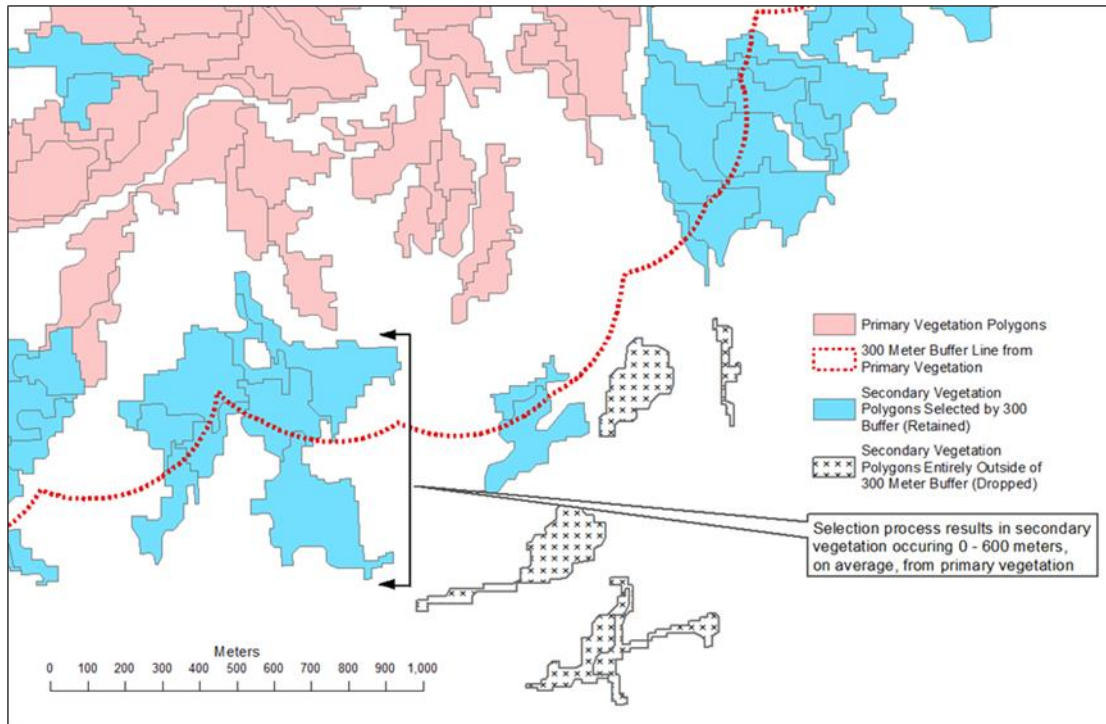 Primary Vegetation Polygons
300 Meter Buffer Line from
Primary Vegetation
Secondary Vegetation
Polygons Selected by 300
Buffer (Retained)
Secondary Vegetation
Polygons Entirely Outside of
300 Meter Buffer (Dropped)
Selection process results in secondary
vegetation occuring 0 - 600 meters,
on average, from primary vegetation
Meters
0 100 200 300 400 500 600 700 800 900 1,000